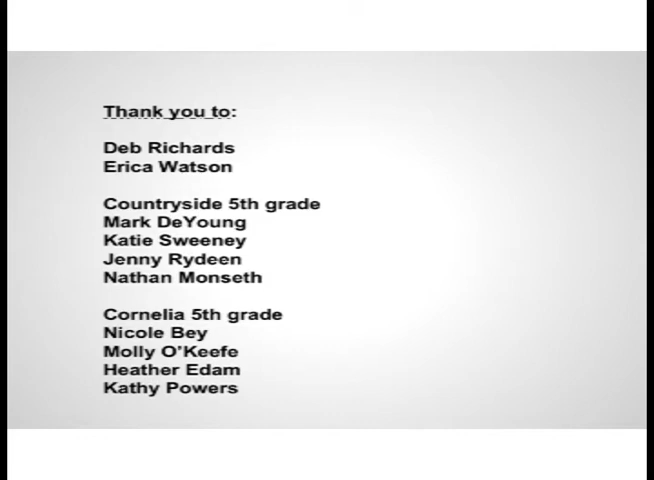 Thank you to:
Deb Richards
Erica Watson
Countryside 5th grade
Mark DeYoung
Katie Sweeney
Jenny Rydeen
Nathan Monseth
Cornelia 5th grade
Nicole Bey
Molly O'Keefe
Heather Edam
Kathy Powers